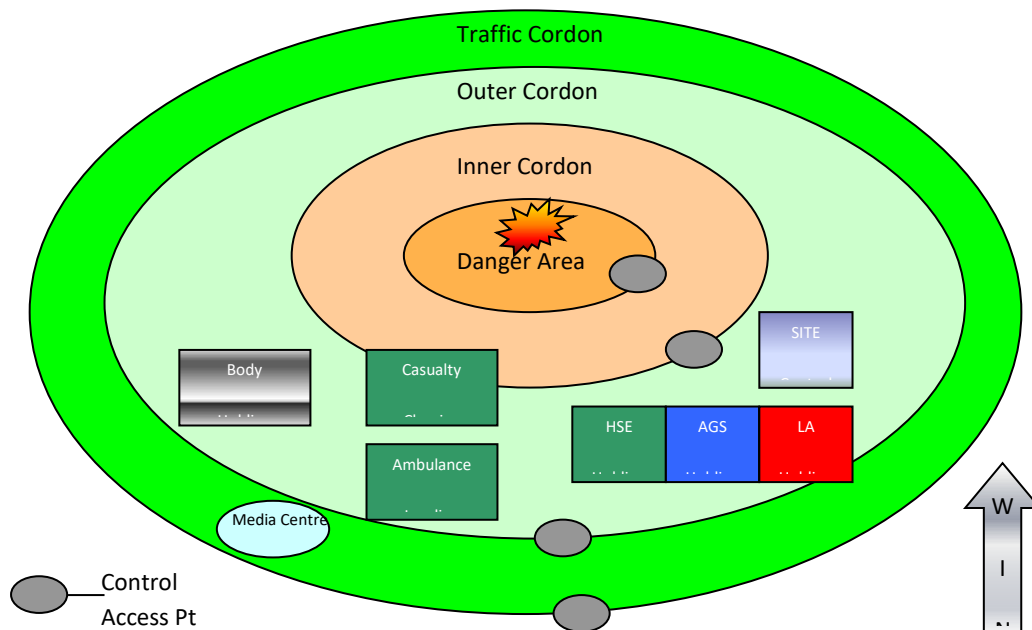 Traffic Cordon
Outer Cordon
Inner Cordon
Danger Area
SITE
Body
Casualty
HSE
AGS
LA
Ambulance
Media Centre
W
I
Control
Access Pt